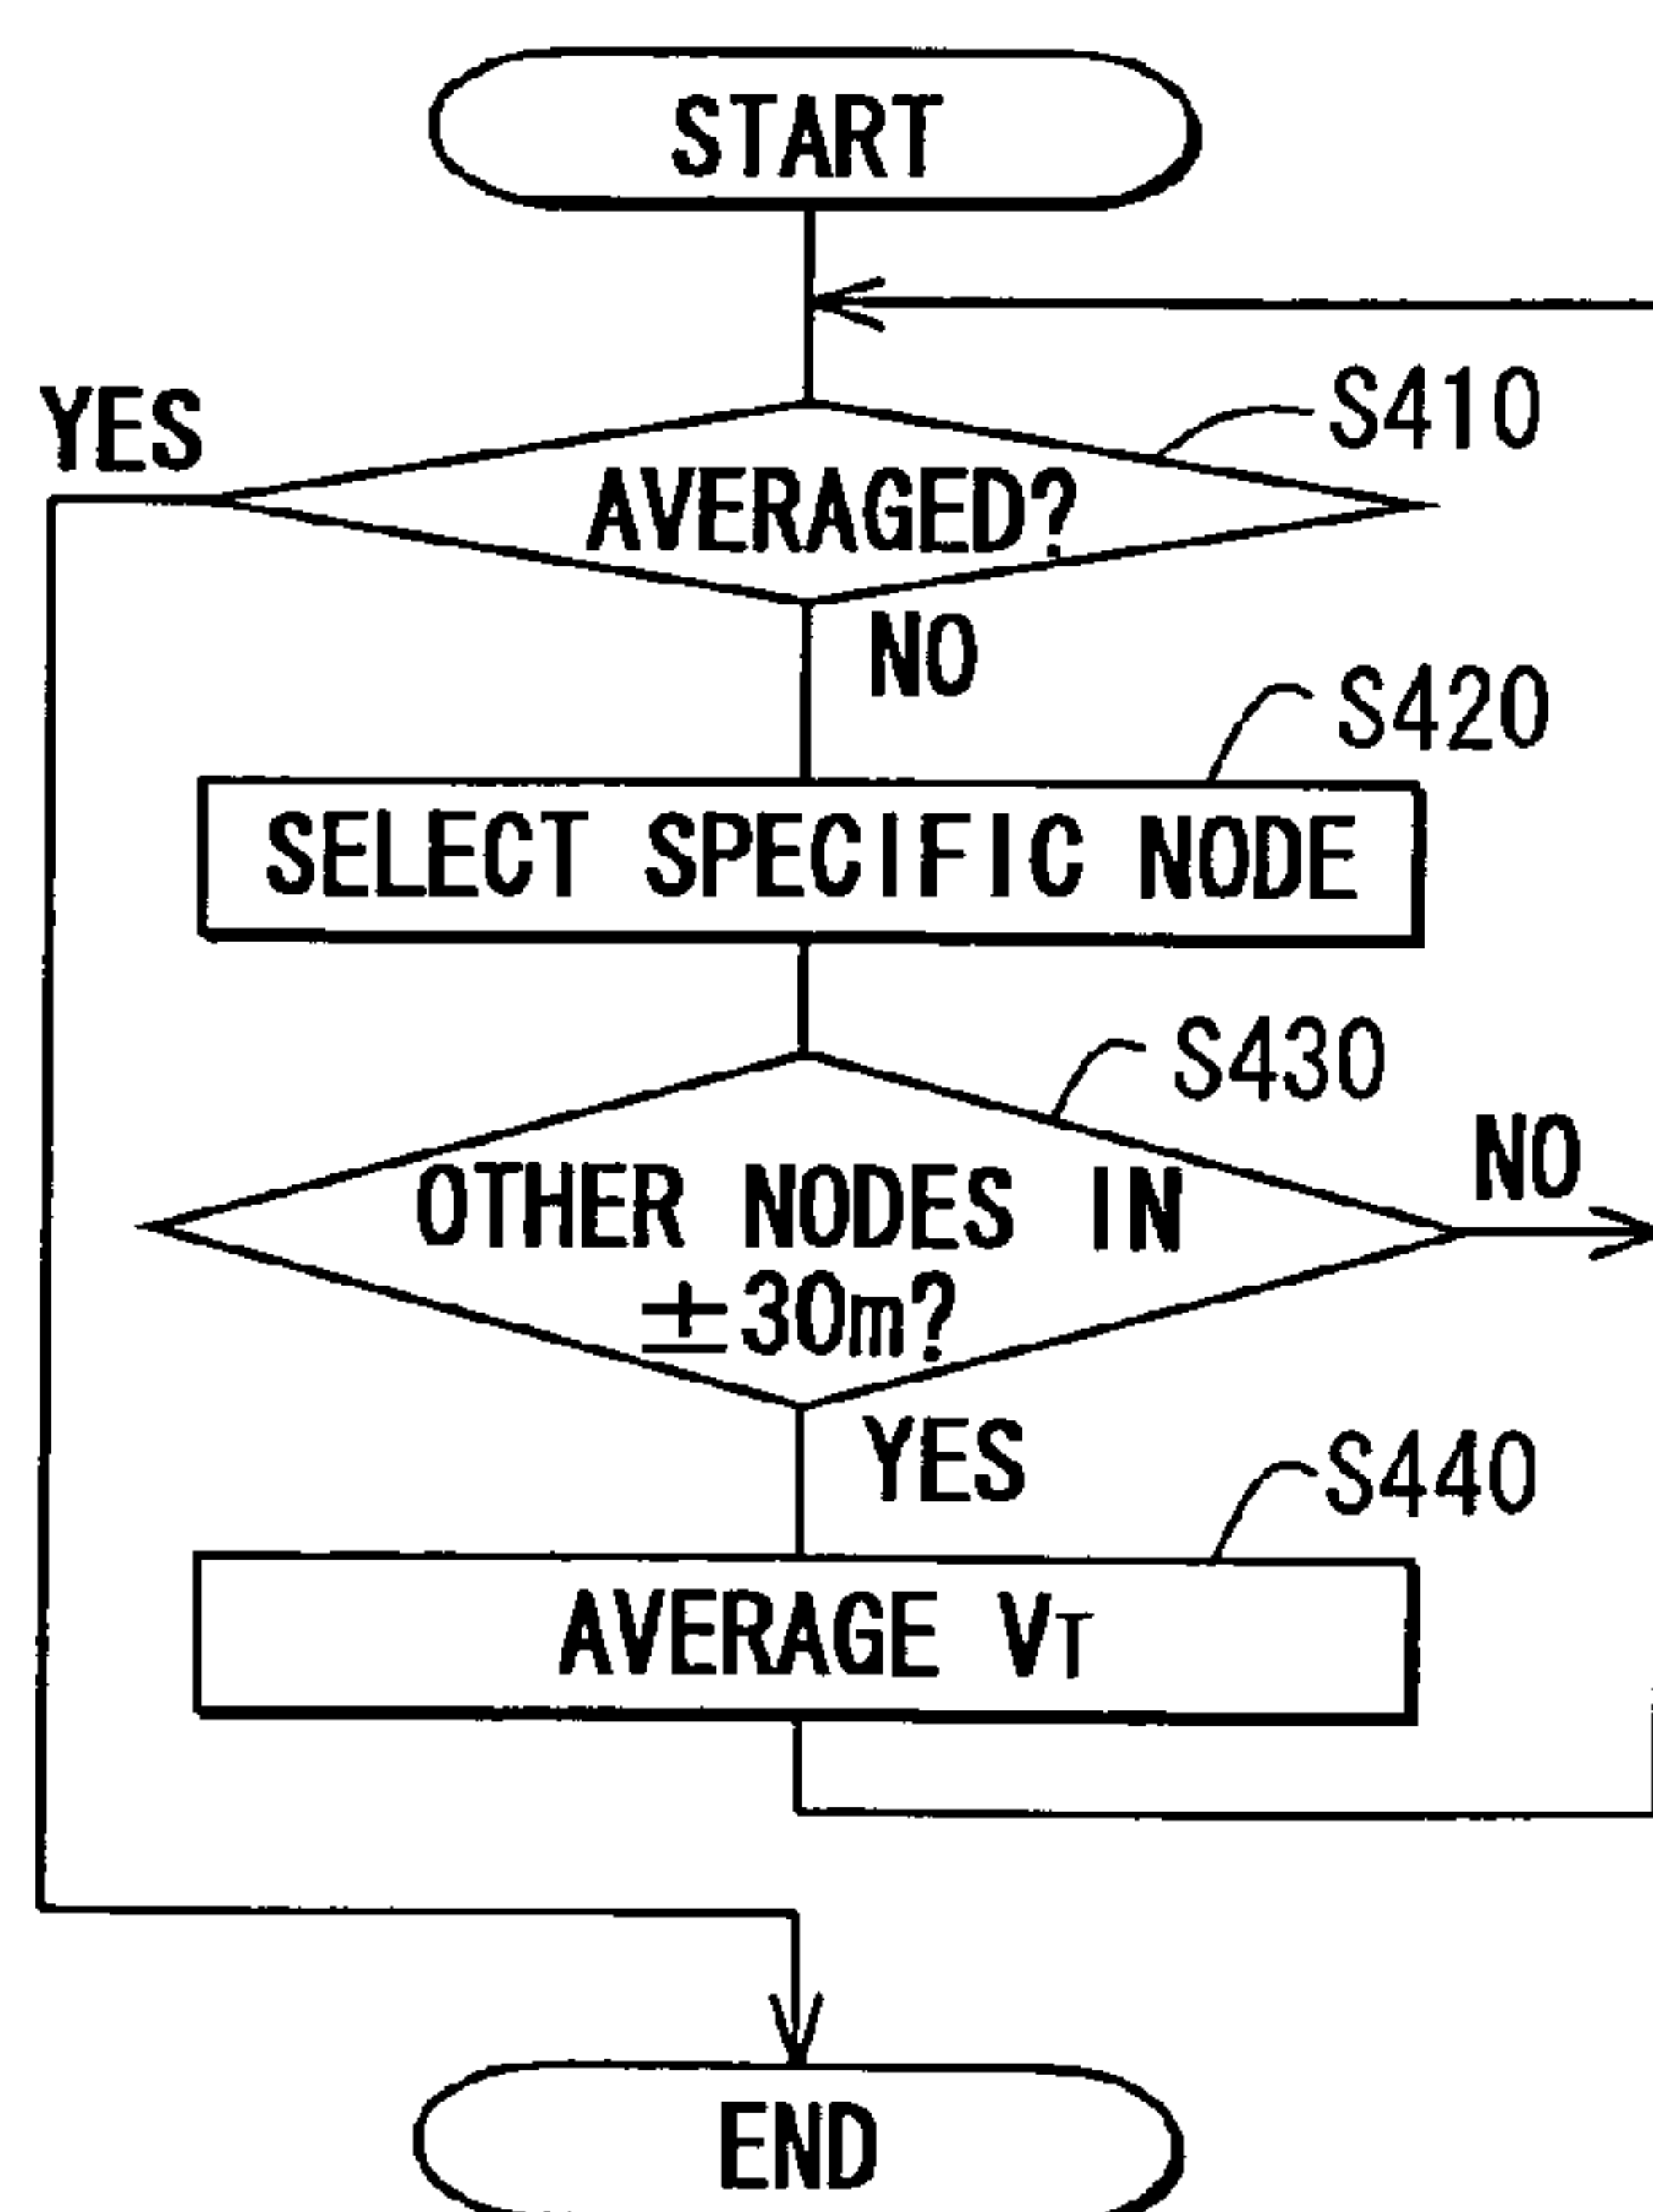 START
YES
S410
AVERAGED?
NO
S420
SELECT SPECIFIC NODE
S430
NO
OTHER NODES IN
±30m?
YES
S440
AVERAGE VT
END